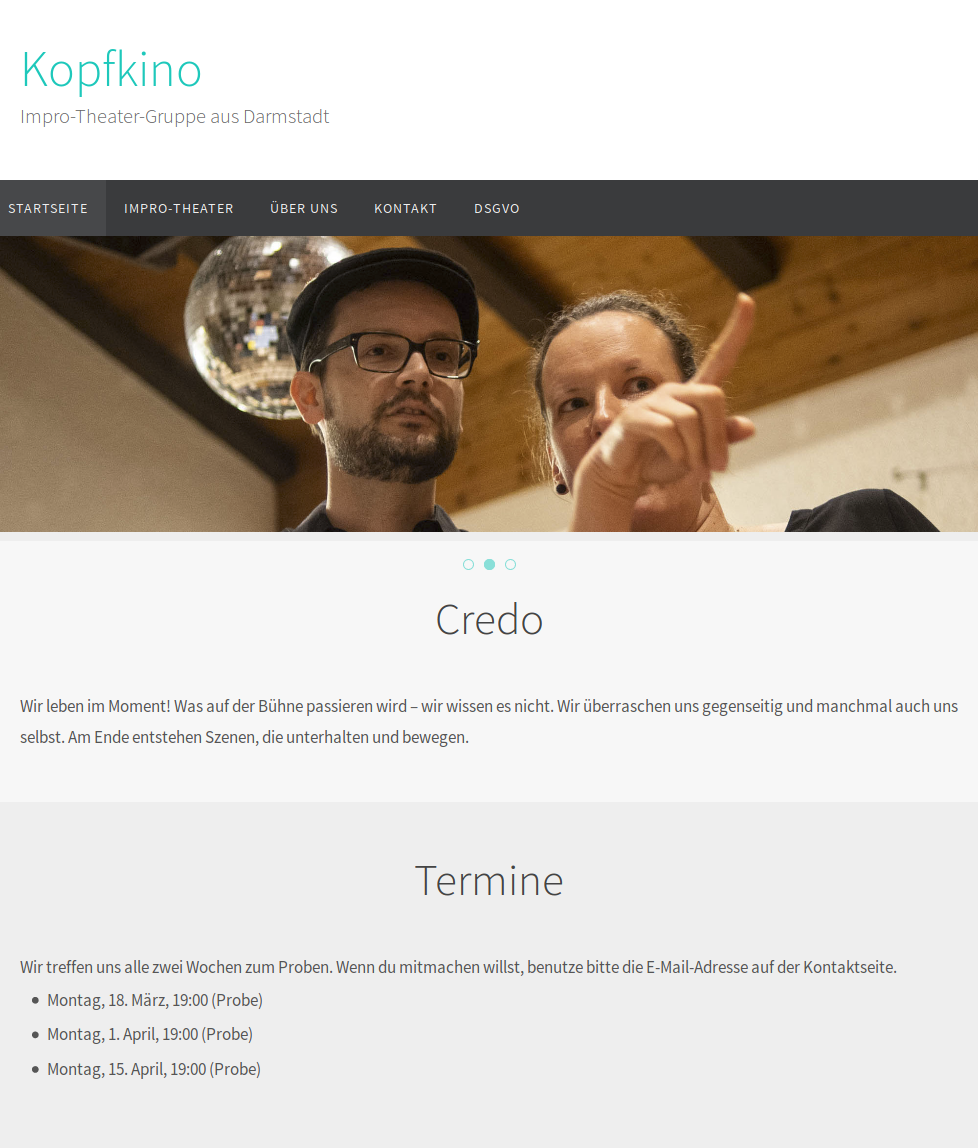 Kopfkino
Impro-Theater-Gruppe aus Darmstadt
STARTSEITE IMPRO-THEATER ÜBER UNS KONTAKT DSGVO
Credo
Wir leben im Moment! Was auf der Bühne passieren wird – wir wissen es nicht. Wir überraschen uns gegenseitig und manchmal auch uns
selbst. Am Ende entstehen Szenen, die unterhalten und bewegen.
Termine
Wir treffen uns alle zwei Wochen zum Proben. Wenn du mitmachen willst, benutze bitte die E-Mail-Adresse auf der Kontaktseite.
• Montag, 18. März, 19:00 (Probe)
• Montag, 1. April, 19:00 (Probe)
• Montag, 15. April, 19:00 (Probe)